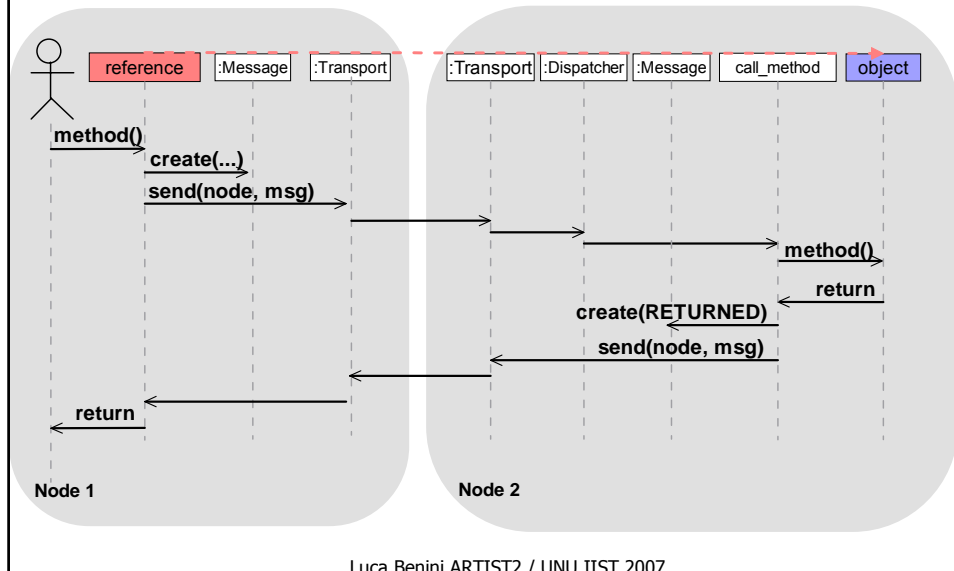 reference :Message :Transport :Transport :Dispatcher :Message call_method object
method()
create(...)
send(node, msg)
method()
return
create(RETURNED)
send(node, msg)
return
Node 1 Node 2
Luca Benini ARTIST2 / UNU IIST 2007